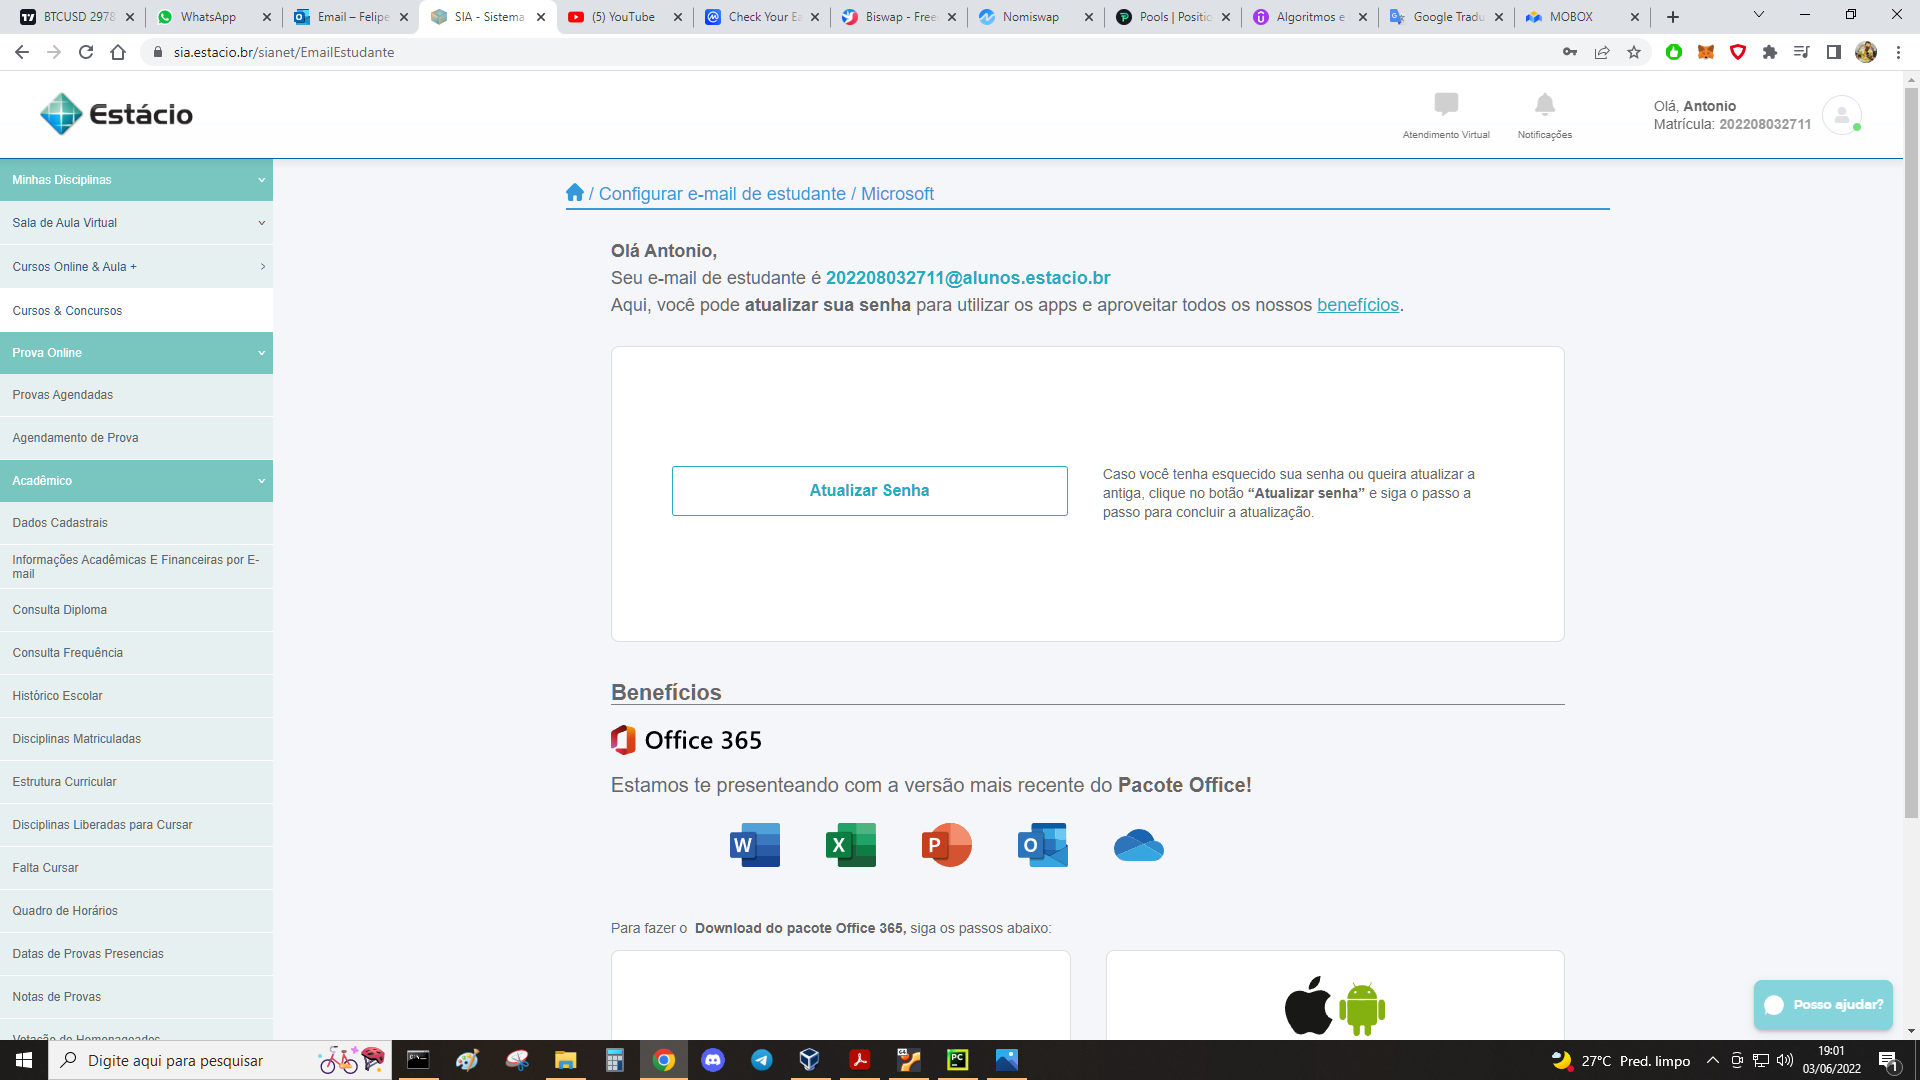 BTCUSD 2978
WhatsApp
Email – Felipe
SIA - Sistema
(5) YouTube
Check Your Ea
Biswap - Free
Nomiswap
Pools | Positio
Algoritmos e
Google Tradu
MOBOX
sia.estacio.br/sianet/EmailEstudante
Estácio
Atendimento Virtual
Notificações
Olá, Antonio
Matrícula: 202208032711
Minhas Disciplinas
Sala de Aula Virtual
Cursos Online & Aula +
Cursos & Concursos
Prova Online
Provas Agendadas
Agendamento de Prova
Acadêmico
Dados Cadastrais
Informações Acadêmicas E Financeiras por E-
mail
Consulta Diploma
Consulta Frequência
Histórico Escolar
Disciplinas Matriculadas
Estrutura Curricular
Disciplinas Liberadas para Cursar
Falta Cursar
Quadro de Horários
Datas de Provas Presencias
Notas de Provas
Votação de Homenageados
/ Configurar e-mail de estudante / Microsoft
Olá Antonio,
Seu e-mail de estudante é 202208032711@alunos.estacio.br
Aqui, você pode atualizar sua senha para utilizar os apps e aproveitar todos os nossos benefícios.
Atualizar Senha
Caso você tenha esquecido sua senha ou queira atualizar a
antiga, clique no botão “Atualizar senha” e siga o passo a
passo para concluir a atualização.
Benefícios
Office 365
Estamos te presenteando com a versão mais recente do Pacote Office!
W
X
P
O
Para fazer o Download do pacote Office 365, siga os passos abaixo:
Posso ajudar?
Digite aqui para pesquisar
27°C Pred. limpo
19:01
03/06/2022
1